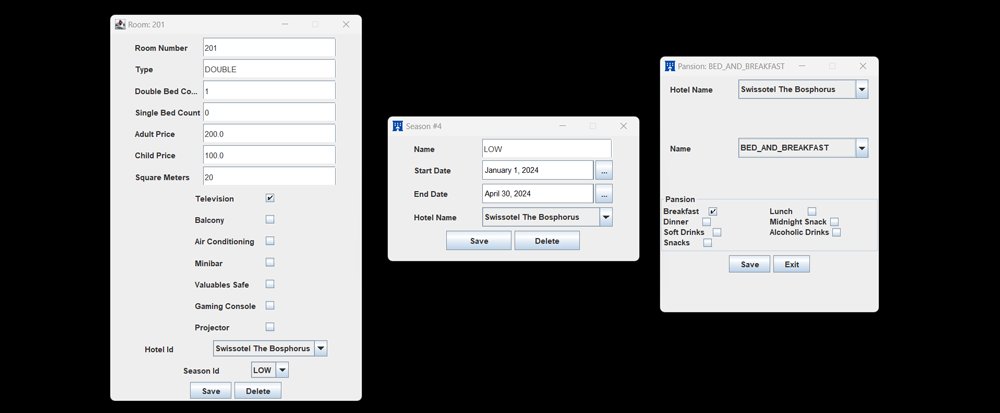 Room: 201
Room Number 201
Type DOUBLE
Double Bed Co... 1
Single Bed Count 0
Adult Price 200.0
Child Price 100.0
Square Meters 20
Television
Balcony
Air Conditioning
Minibar
Valuables Safe
Gaming Console
Projector
Hotel Id Swissotel The Bosphorus
Season Id LOW
Save Delete
Season #4
Name LOW
Start Date January 1, 2024 ...
End Date April 30, 2024 ...
Hotel Name Swissotel The Bosphorus
Save Delete
Pansion: BED_AND_BREAKFAST
Hotel Name Swissotel The Bosphorus
Name BED_AND_BREAKFAST
Pansion
Breakfast Lunch
Dinner Midnight Snack
Soft Drinks Alcoholic Drinks
Snacks
Save Exit